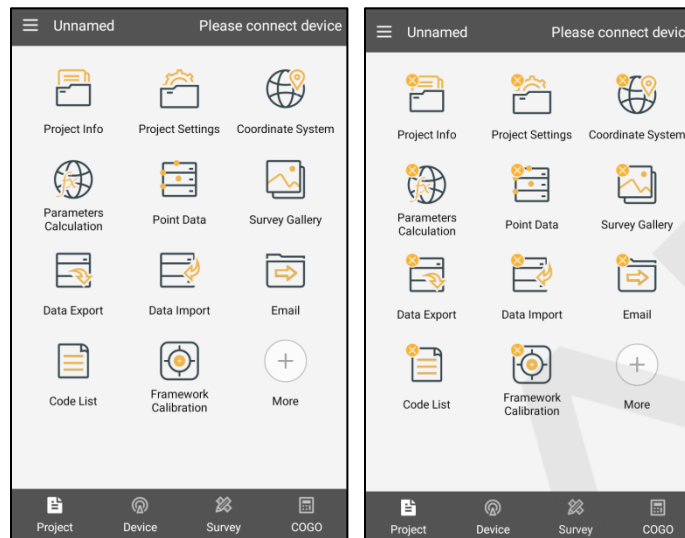 Unnamed Please connect device
Project Info Project Settings Coordinate System
Parameters
Calculation Point Data Survey Gallery
Data Export Data Import Email
Code List Framework
Calibration More
Project Device Survey COGO
Unnamed Please connect devic
Project Info Project Settings Coordinate System
Parameters
Calculation Point Data Survey Gallery
Data Export Data Import Email
Code List Framework
Calibration More
Project Device Survey COGO